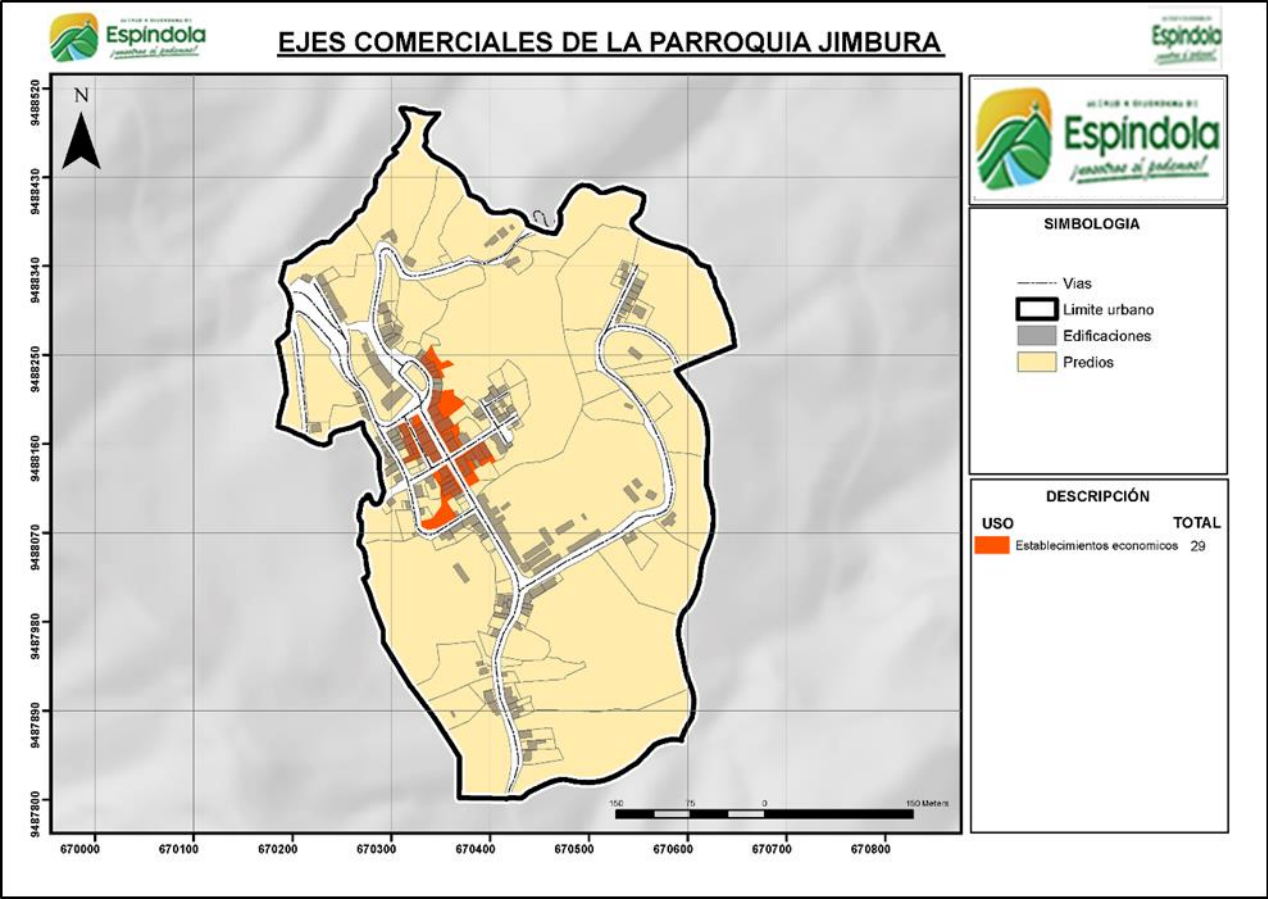 Espíndola
¡nuestros sí podemos!
EJES COMERCIALES DE LA PARROQUIA JIMBURA
Espíndola
N
9488520
9488430
9488340
9488250
9488160
9488070
9487980
9487890
9487800
670000 670100 670200 670300 670400 670500 670600 670700 670800
150 75 0 150 Meters
Espíndola
SIMBOLOGIA
Vias
Limite urbano
Edificaciones
Predios
DESCRIPCIÓN
USO TOTAL
Establecimientos economicos 29